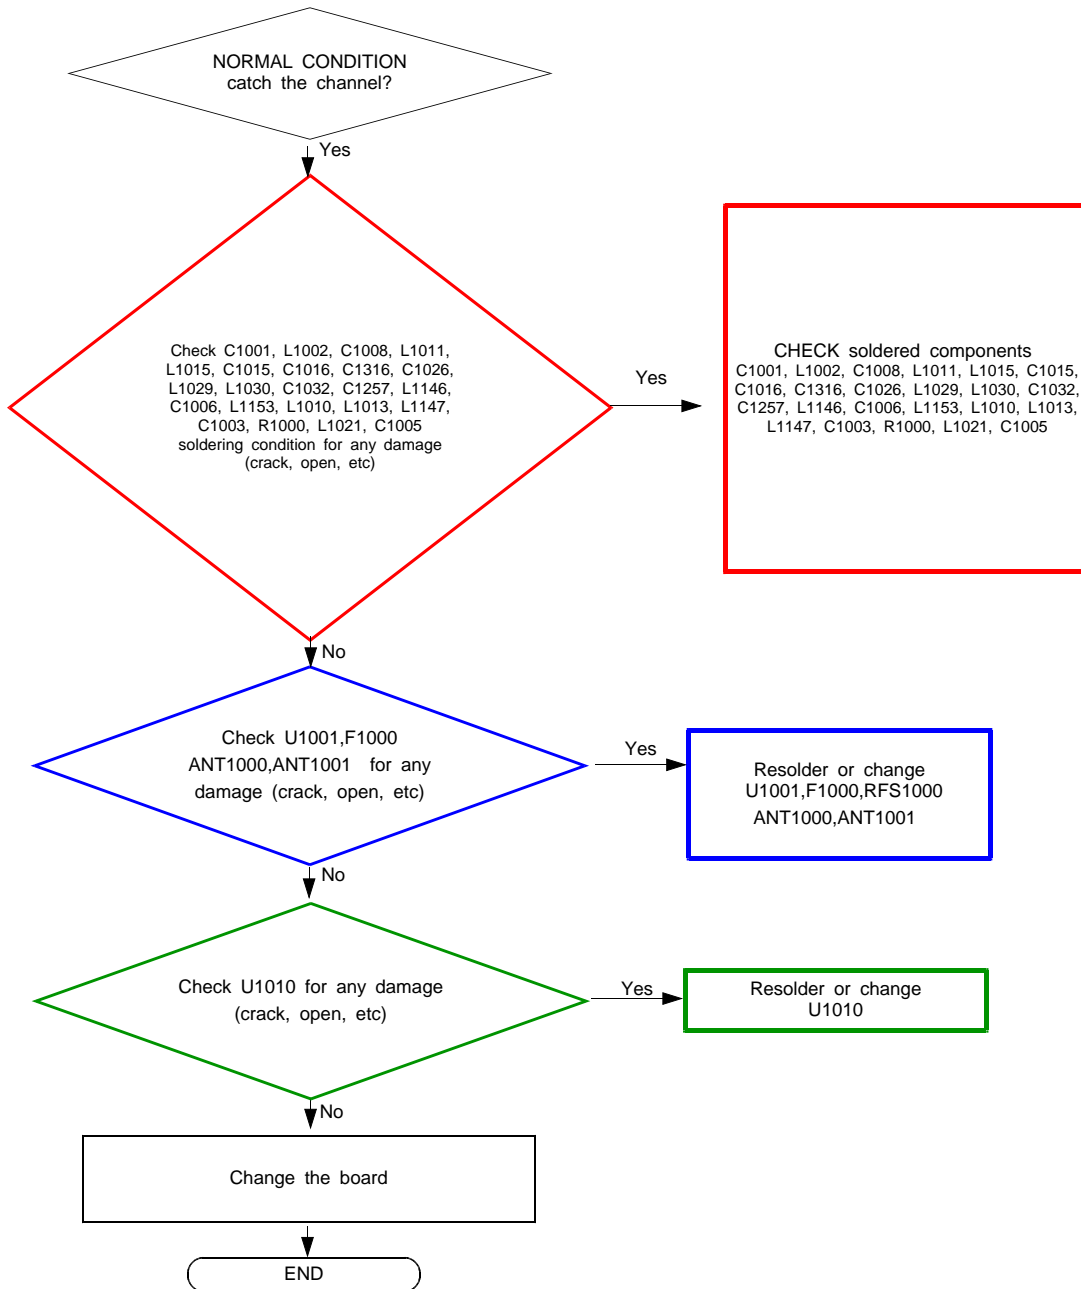 NORMAL CONDITION
catch the channel?
Yes
Check C1001, L1002, C1008, L1011,
L1015, C1015, C1016, C1316, C1026,
L1029, L1030, C1032, C1257, L1146,
C1006, L1153, L1010, L1013, L1147,
C1003, R1000, L1021, C1005
soldering condition for any damage
(crack, open, etc)
Yes
CHECK soldered components
C1001, L1002, C1008, L1011, L1015, C1015,
C1016, C1316, C1026, L1029, L1030, C1032,
C1257, L1146, C1006, L1153, L1010, L1013,
L1147, C1003, R1000, L1021, C1005
No
Check U1001,F1000
ANT1000,ANT1001 for any
damage (crack, open, etc)
Yes
Resolder or change
U1001,F1000,RFS1000
ANT1000,ANT1001
No
Check U1010 for any damage
(crack, open, etc)
Yes
Resolder or change
U1010
No
Change the board
END